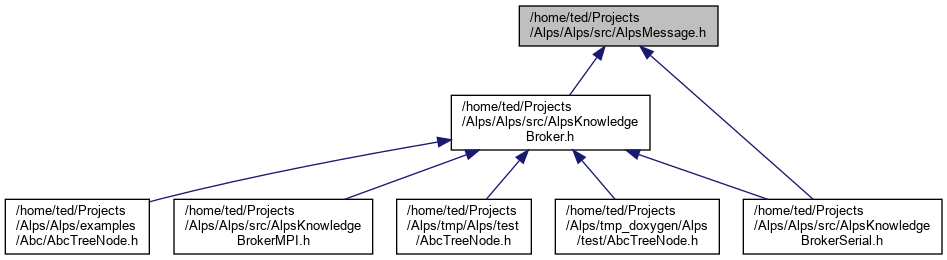 /home/ted/Projects
/Alps/Alps/src/AlpsMessage.h
/home/ted/Projects
/Alps/Alps/src/AlpsKnowledge
Broker.h
/home/ted/Projects
/Alps/Alps/examples
/Abc/AbcTreeNode.h
/home/ted/Projects
/Alps/Alps/src/AlpsKnowledge
BrokerMPI.h
/home/ted/Projects
/Alps/tmp/Alps/test
/AbcTreeNode.h
/home/ted/Projects
/Alps/tmp_doxygen/Alps
/test/AbcTreeNode.h
/home/ted/Projects
/Alps/Alps/src/AlpsKnowledge
BrokerSerial.h